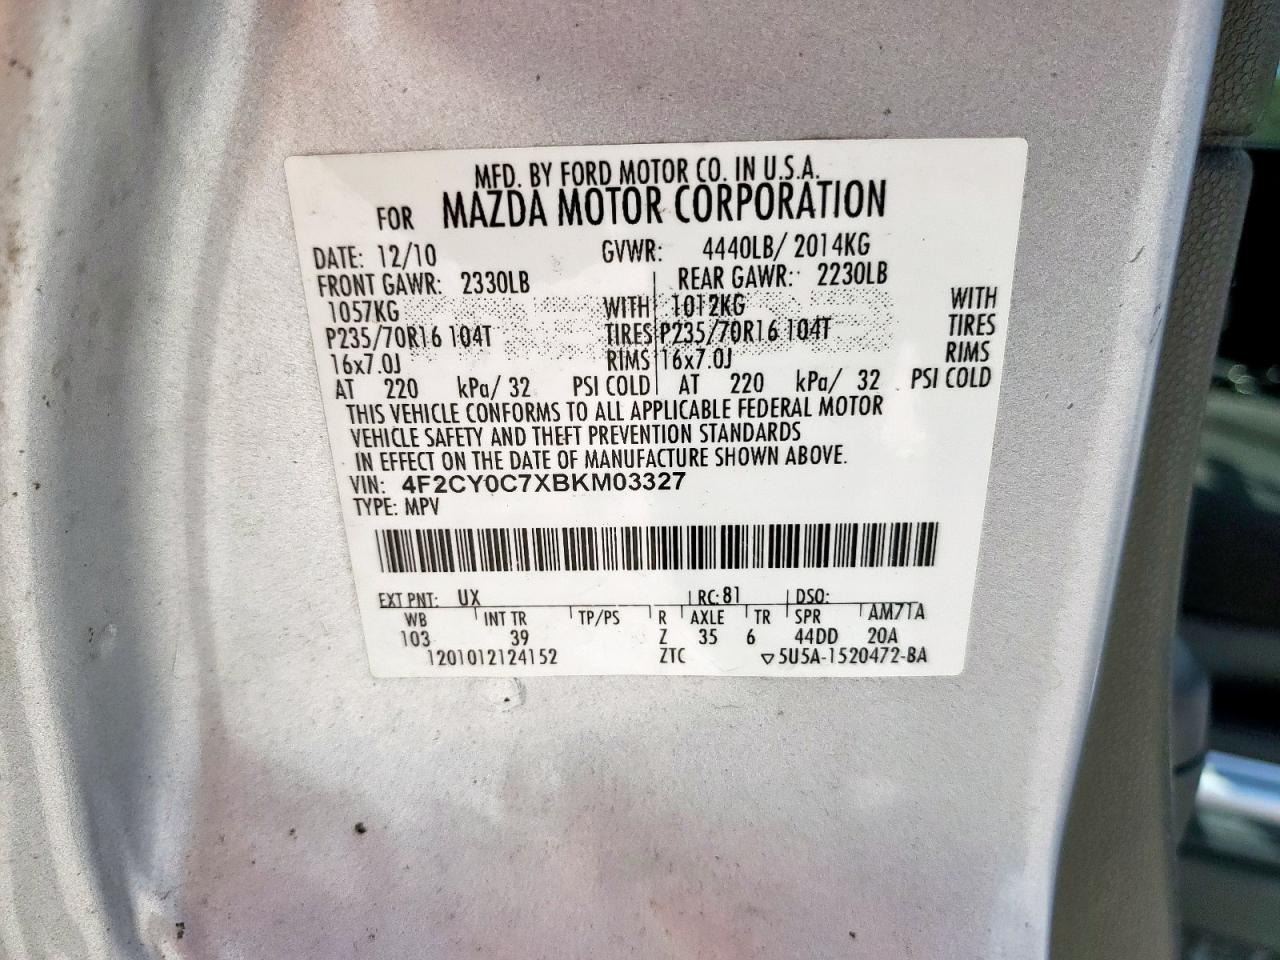 MFD. BY FORD MOTOR CO. IN U.S.A.
FOR MAZDA MOTOR CORPORATION
DATE: 12/10 GVWR: 4440LB/ 2014KG
FRONT GAWR: 2330LB REAR GAWR: 2230LB
1057KG WITH 1012KG WITH
P235/70R16 104T TIRES P235/70R16 104T TIRES
16x7.0J RIMS 16x7.0J RIMS
AT 220 kPa/ 32 PSI COLD AT 220 kPa/ 32 PSI COLD
THIS VEHICLE CONFORMS TO ALL APPLICABLE FEDERAL MOTOR
VEHICLE SAFETY AND THEFT PREVENTION STANDARDS
IN EFFECT ON THE DATE OF MANUFACTURE SHOWN ABOVE.
VIN: 4F2CY0C7XBKM03327
TYPE: MPV
EXT PNT: UX RC: 81 DSO:
WB INT TR TP/PS R AXLE TR SPR AM71A
103 39 Z 35 6 44DD 20A
1201012124152 ZTC ▽5U5A-1520472-BA